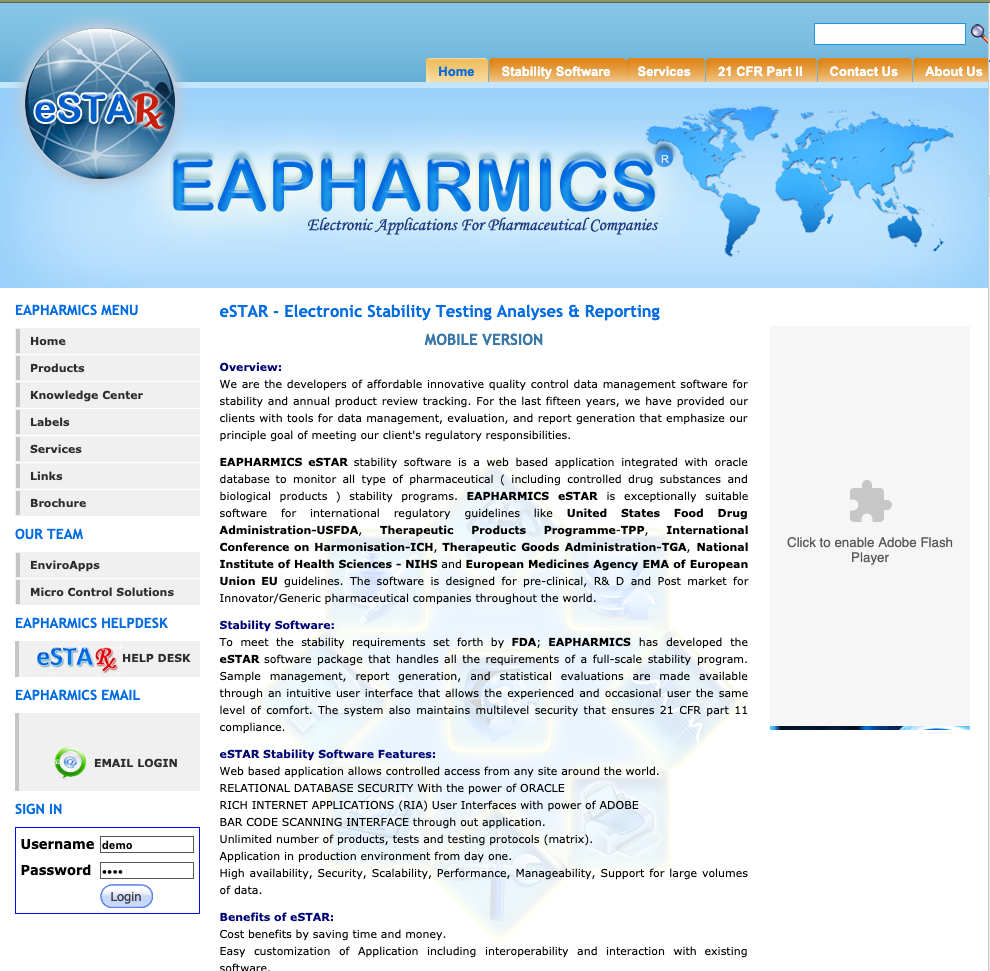 Home
Stability Software
Services
21 CFR Part II
Contact Us
About Us
eSTARx
EAPHARMICS R
Electronic Applications For Pharmaceutical Companies
EAPHARMICS MENU
Home
Products
Knowledge Center
Labels
Services
Links
Brochure
OUR TEAM
EnviroApps
Micro Control Solutions
EAPHARMICS HELPDESK
eSTARx HELP DESK
EAPHARMICS EMAIL
EMAIL LOGIN
SIGN IN
Username demo
Password ••••
Login
eSTAR - Electronic Stability Testing Analyses & Reporting
MOBILE VERSION
Overview:
We are the developers of affordable innovative quality control data management software for
stability and annual product review tracking. For the last fifteen years, we have provided our
clients with tools for data management, evaluation, and report generation that emphasize our
principle goal of meeting our client's regulatory responsibilities.
EAPHARMICS eSTAR stability software is a web based application integrated with oracle
database to monitor all type of pharmaceutical ( including controlled drug substances and
biological products ) stability programs. EAPHARMICS eSTAR is exceptionally suitable
software for international regulatory guidelines like United States Food Drug
Administration-USFDA, Therapeutic Products Programme-TPP, International
Conference on Harmonisation-ICH, Therapeutic Goods Administration-TGA, National
Institute of Health Sciences - NIHS and European Medicines Agency EMA of European
Union EU guidelines. The software is designed for pre-clinical, R& D and Post market for
Innovator/Generic pharmaceutical companies throughout the world.
Stability Software:
To meet the stability requirements set forth by FDA; EAPHARMICS has developed the
eSTAR software package that handles all the requirements of a full-scale stability program.
Sample management, report generation, and statistical evaluations are made available
through an intuitive user interface that allows the experienced and occasional user the same
level of comfort. The system also maintains multilevel security that ensures 21 CFR part 11
compliance.
eSTAR Stability Software Features:
Web based application allows controlled access from any site around the world.
RELATIONAL DATABASE SECURITY With the power of ORACLE
RICH INTERNET APPLICATIONS (RIA) User Interfaces with power of ADOBE
BAR CODE SCANNING INTERFACE through out application.
Unlimited number of products, tests and testing protocols (matrix).
Application in production environment from day one.
High availability, Security, Scalability, Performance, Manageability, Support for large volumes
of data.
Benefits of eSTAR:
Cost benefits by saving time and money.
Easy customization of Application including interoperability and interaction with existing
software.
Click to enable Adobe Flash
Player